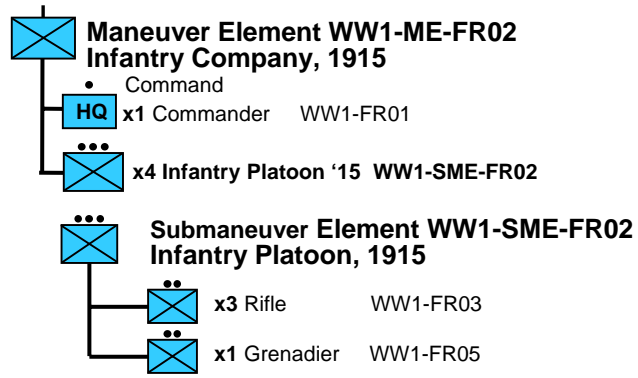 Maneuver Element WW1-ME-FR02
Infantry Company, 1915
Command
HQ x1 Commander WW1-FR01
x4 Infantry Platoon ‘15 WW1-SME-FR02
Submaneuver Element WW1-SME-FR02
Infantry Platoon, 1915
x3 Rifle WW1-FR03
x1 Grenadier WW1-FR05